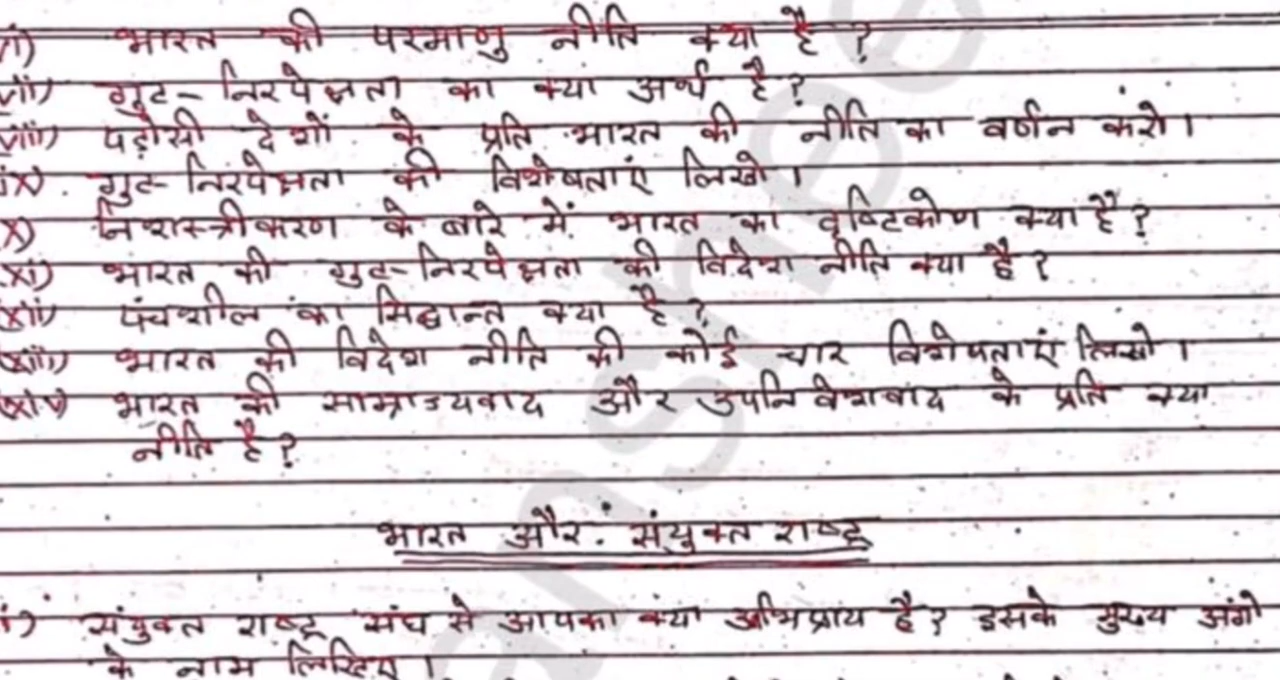 vi) भारत की परमाणु नीति क्या है ?
vii) गुट-निरपेक्षता का क्या अर्थ है ?
viii) पड़ोसी देशों के प्रति भारत की नीति का वर्णन करो ।
ix). गुट-निरपेक्षता की विशेषताएं लिखो ।
x) निशस्त्रीकरण के बारे में भारत का दृष्टिकोण क्या है ?
xi) भारत की गुट-निरपेक्षता की विदेश नीति क्या है ?
xii) पंचशील का सिद्धान्त क्या है ?
xiii) भारत की विदेश नीति की कोई चार विशेषताएं लिखो ।
xiv) भारत की साम्राज्यवाद और उपनिवेशवाद के प्रति क्या
नीति है ?
भारत और संयुक्त राष्ट्र
i) संयुक्त राष्ट्र संघ से आपका क्या अभिप्राय है ? इसके मुख्य अंगो
के नाम लिखिए ।